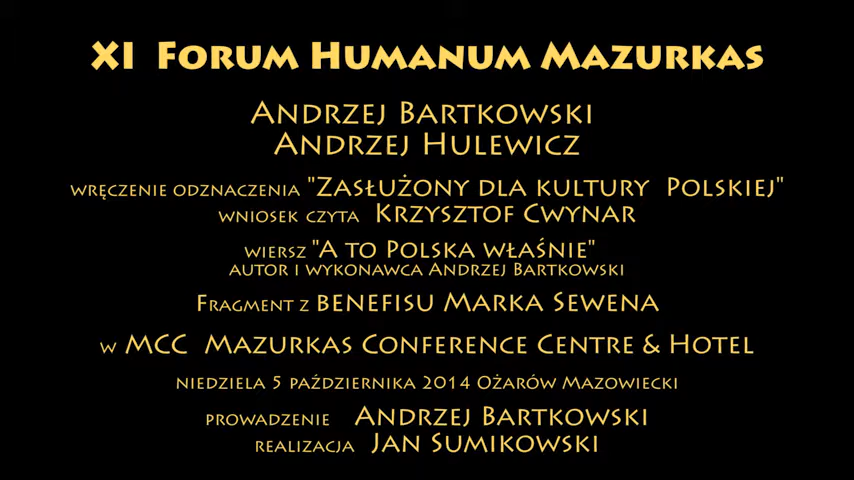 XI Forum Humanum Mazurkas
Andrzej Bartkowski
Andrzej Hulewicz
wręczenie odznaczenia "Zasłużony dla kultury Polskiej"
wniosek czyta Krzysztof Cwynar
wiersz "A to Polska właśnie"
autor i wykonawca Andrzej Bartkowski
Fragment z benefisu Marka Sewena
w MCC Mazurkas Conference Centre & Hotel
niedziela 5 października 2014 Ożarów Mazowiecki
prowadzenie Andrzej Bartkowski
realizacja Jan Sumikowski